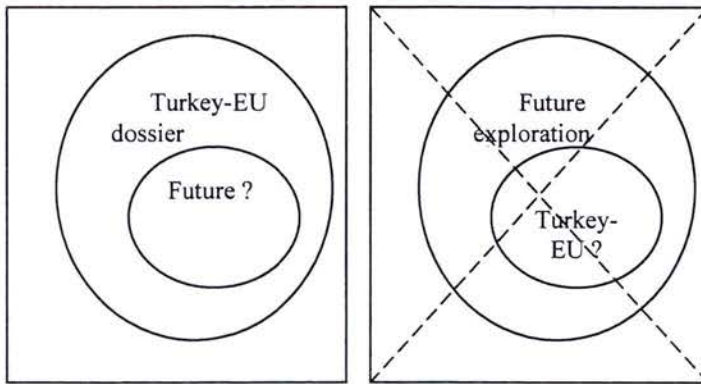 Turkey-EU
dossier
Future ?
Future
exploration
Turkey-
EU ?